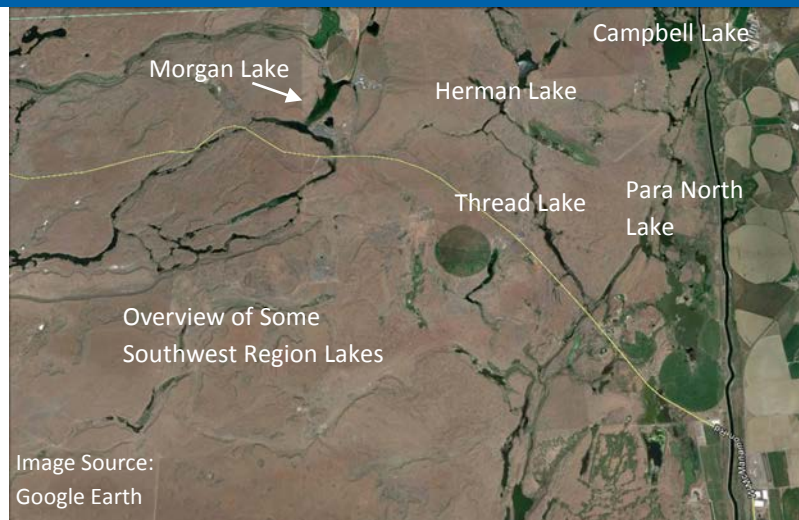 Campbell Lake
Morgan Lake
Herman Lake
Thread Lake
Para North
Lake
Overview of Some
Southwest Region Lakes
Image Source:
Google Earth